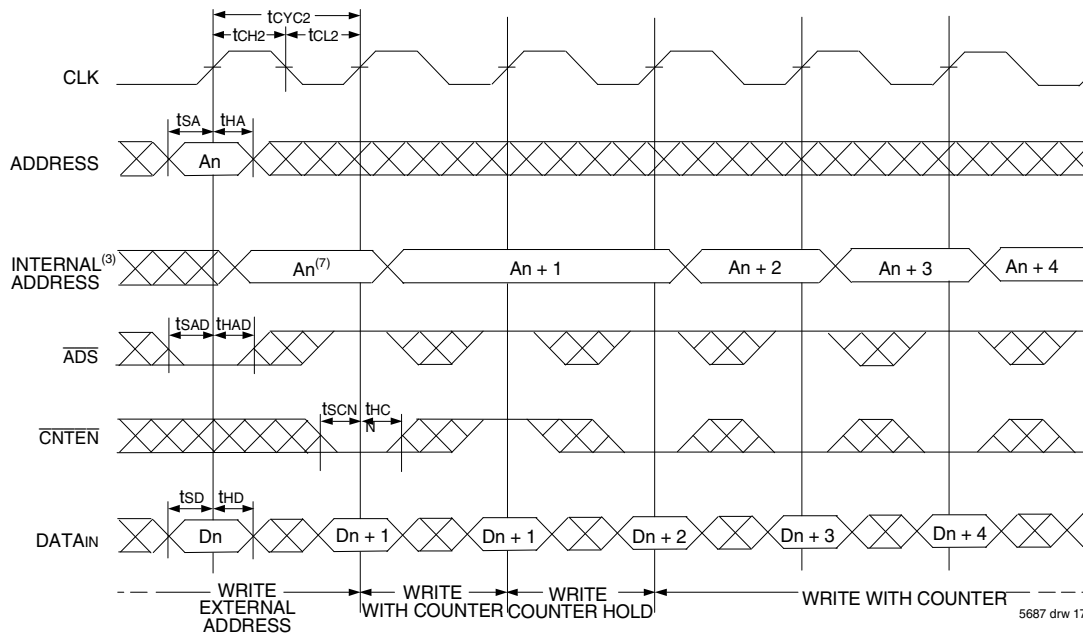 tCYC2
tCH2 tCL2
CLK
tSA tHA
ADDRESS An
INTERNAL(3) ADDRESS An(7) An + 1 An + 2 An + 3 An + 4
tSAD tHAD
ADS
tSCN tHC
N
CNTEN
tSD tHD
DATAIN Dn Dn + 1 Dn + 1 Dn + 2 Dn + 3 Dn + 4
WRITE EXTERNAL ADDRESS
WRITE WITH COUNTER
WRITE COUNTER HOLD
WRITE WITH COUNTER
5687 drw 17